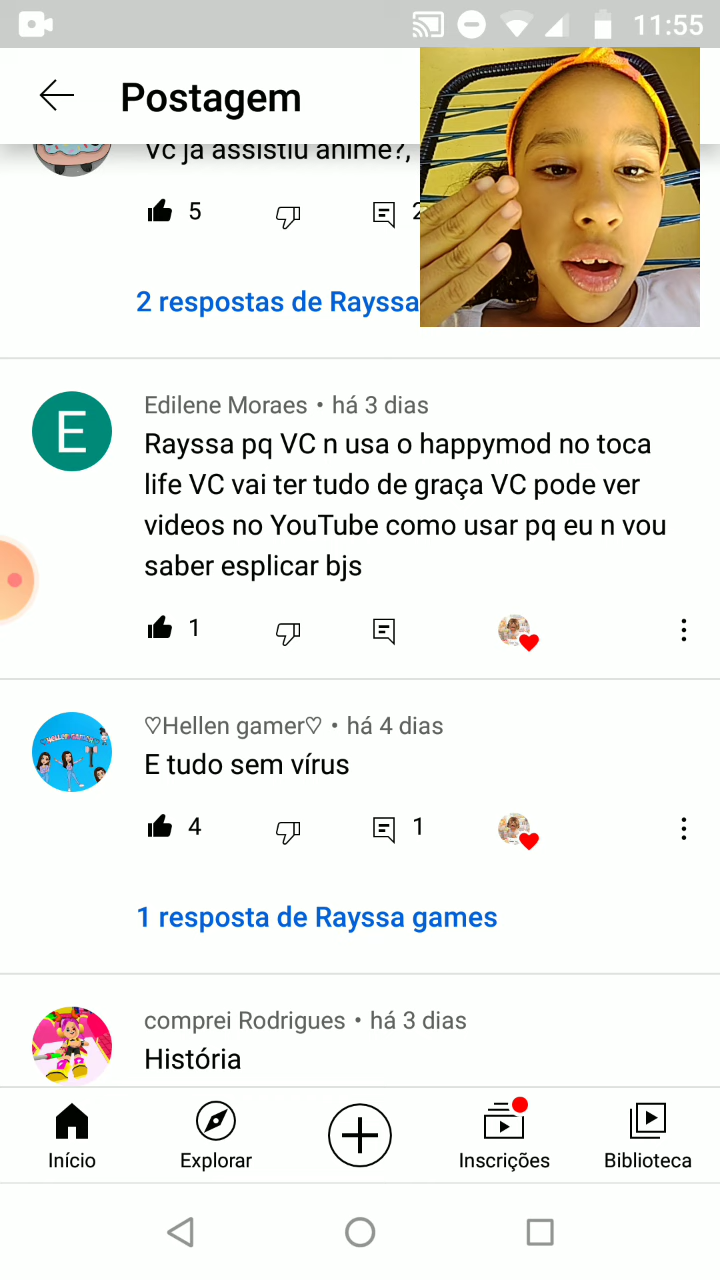 11:55
Postagem
Vc já assistiu anime?,
5
2 respostas de Rayssa
E
Edilene Moraes • há 3 dias
Rayssa pq VC n usa o happymod no toca
life VC vai ter tudo de graça VC pode ver
videos no YouTube como usar pq eu n vou
saber esplicar bjs
1
♡Hellen gamer♡ • há 4 dias
E tudo sem vírus
4 1
1 resposta de Rayssa games
comprei Rodrigues • há 3 dias
História
Início Explorar Inscrições Biblioteca